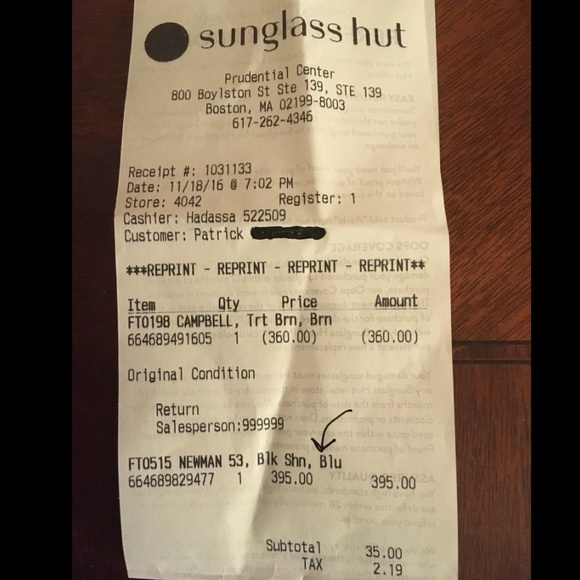 sunglass hut
Prudential Center
800 Boylston St Ste 139, STE 139
Boston, MA 02199-8003
617-262-4346
Receipt #: 1031133
Date: 11/18/16 @ 7:02 PM
Store: 4042 Register: 1
Cashier: Hadassa 522509
Customer: Patrick
***REPRINT - REPRINT - REPRINT - REPRINT**
Item Qty Price Amount
FT0198 CAMPBELL, Trt Brn, Brn
664689491605 1 (360.00) (360.00)
Original Condition
Return
Salesperson:999999
FT0515 NEWMAN 53, Blk Shn, Blu
664689829477 1 395.00 395.00
Subtotal 35.00
TAX 2.19